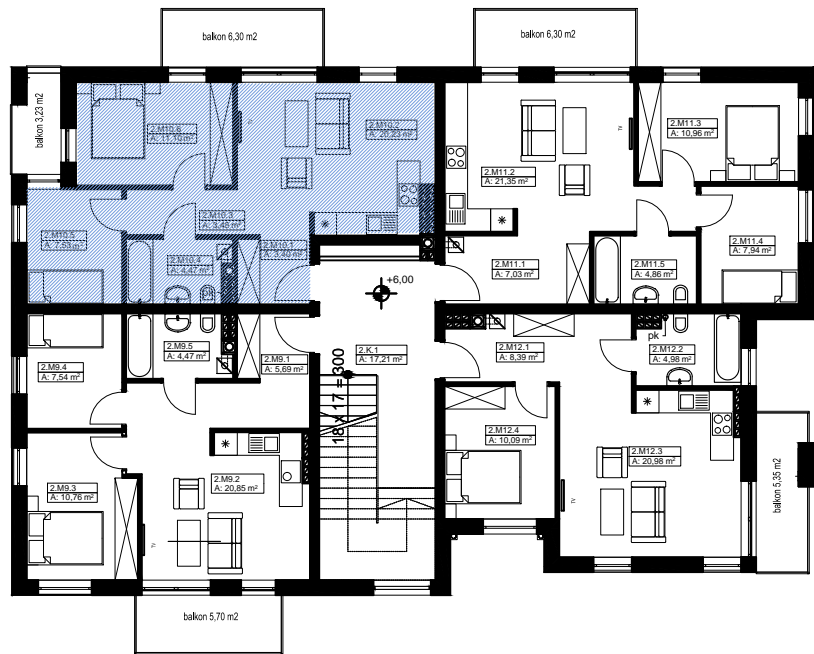 balkon 6,30 m2
balkon 6,30 m2
balkon 3,23 m2
2.M10.6
A: 11,10 m²
2.M10.2
A: 20,23 m²
2.M11.3
A: 10,96 m²
TV
TV
2.M11.2
A: 21,35 m²
2.M10.5
A: 7,53 m²
2.M10.3
A: 3,48 m²
2.M10.4
A: 4,47 m²
2.M10.1
A: 3,40 m²
pk
2.M11.4
A: 7,94 m²
2.M11.1
A: 7,03 m²
2.M11.5
A: 4,86 m²
+6,00
2.M9.4
A: 7,54 m²
2.M9.5
A: 4,47 m²
2.M9.1
A: 5,69 m²
2.K.1
A: 17,21 m²
18 x 17 = 300
2.M12.1
A: 8,39 m²
pk
2.M12.2
A: 4,98 m²
2.M12.4
A: 10,09 m²
2.M12.3
A: 20,98 m²
TV
balkon 5,35 m2
2.M9.3
A: 10,76 m²
2.M9.2
A: 20,85 m²
TV
balkon 5,70 m2